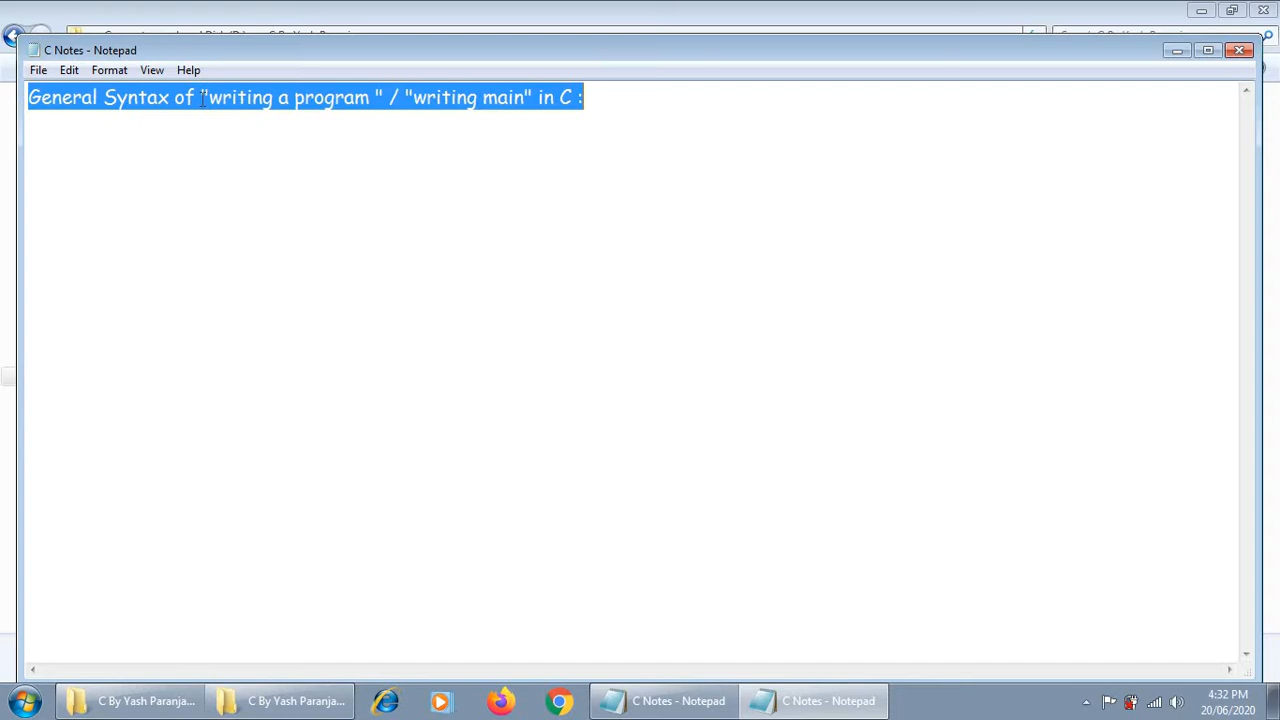 C Notes - Notepad
File Edit Format View Help
General Syntax of "writing a program " / "writing main" in C :
C By Yash Paranja... C By Yash Paranja... C Notes - Notepad C Notes - Notepad
4:32 PM
20/06/2020